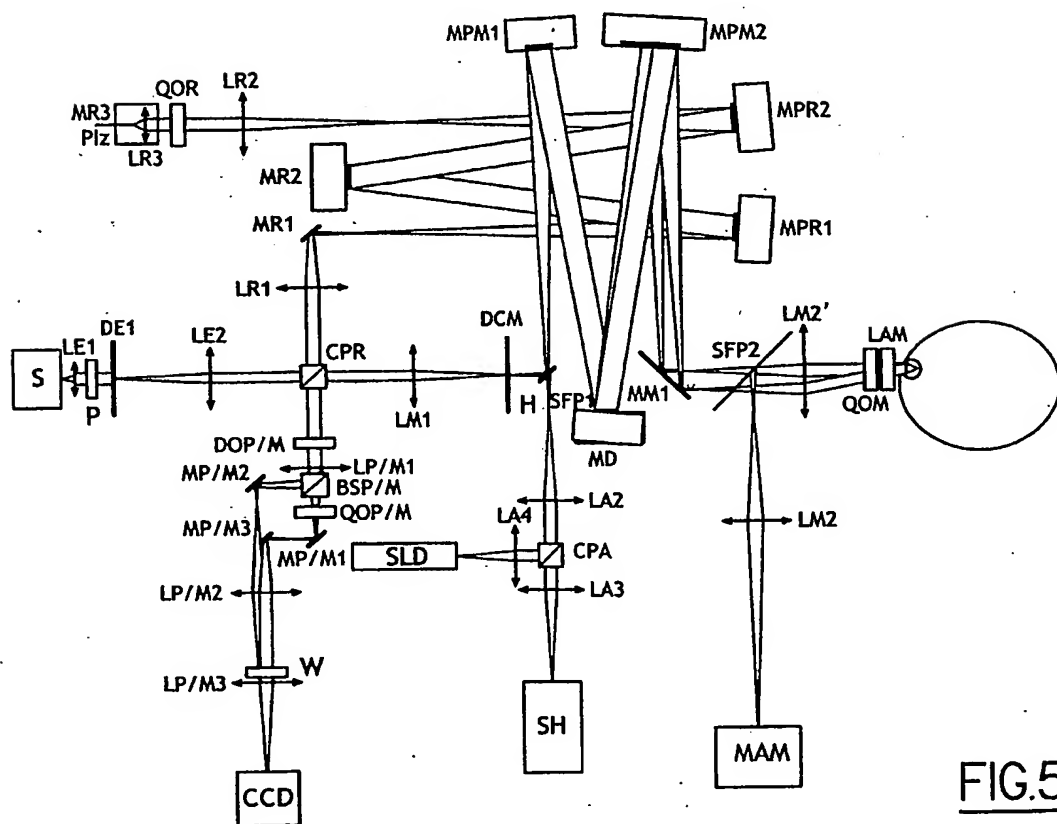 MPM1
MPM2
QOR
LR2
MR3
Plz
LR3
MPR2
MR2
MR1
MPR1
LR1
DCM
LM2'
LE1
DE1
LE2
SFP2
LAM
S
CPR
P
LM1
H
SFP1
MM1
QOM
DOP/M
MD
MP/M2
LP/M1
BSP/M
QOP/M
LA2
LA4
MP/M3
MP/M1
SLD
CPA
LM2
LP/M2
LA3
LP/M3
W
SH
MAM
CCD
FIG.5